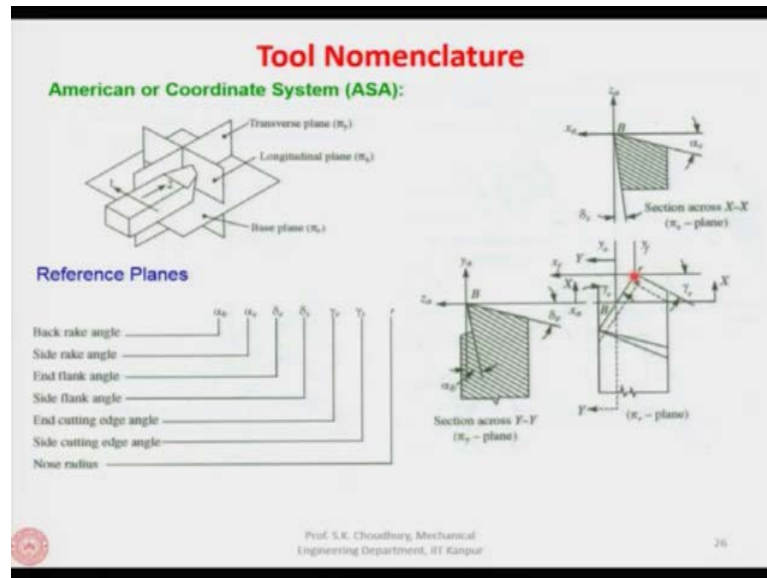 Tool Nomenclature
American or Coordinate System (ASA):
Transverse plane (πy)
Longitudinal plane (πx)
Base plane (πr)
Reference Planes
Back rake angle
Side rake angle
End flank angle
Side flank angle
End cutting edge angle
Side cutting edge angle
Nose radius
B
Section across X–X
(πx – plane)
B
Section across Y–Y
(πy – plane)
Y
X
X
B
Y
(πr – plane)
Prof. S.K. Choudhury, Mechanical
Engineering Department, IIT Kanpur
26